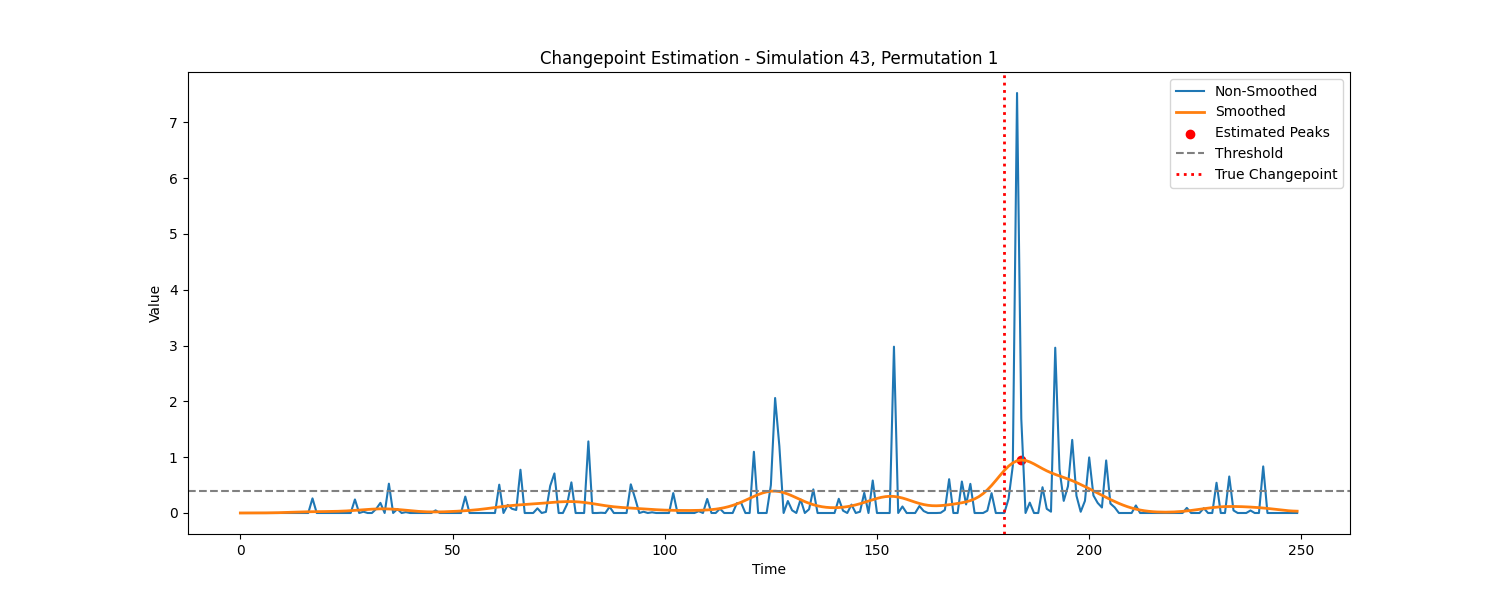 Changepoint Estimation - Simulation 43, Permutation 1
Non-Smoothed
Smoothed
Estimated Peaks
Threshold
True Changepoint
Value
7
6
5
4
3
2
1
0
0 50 100 150 200 250
Time